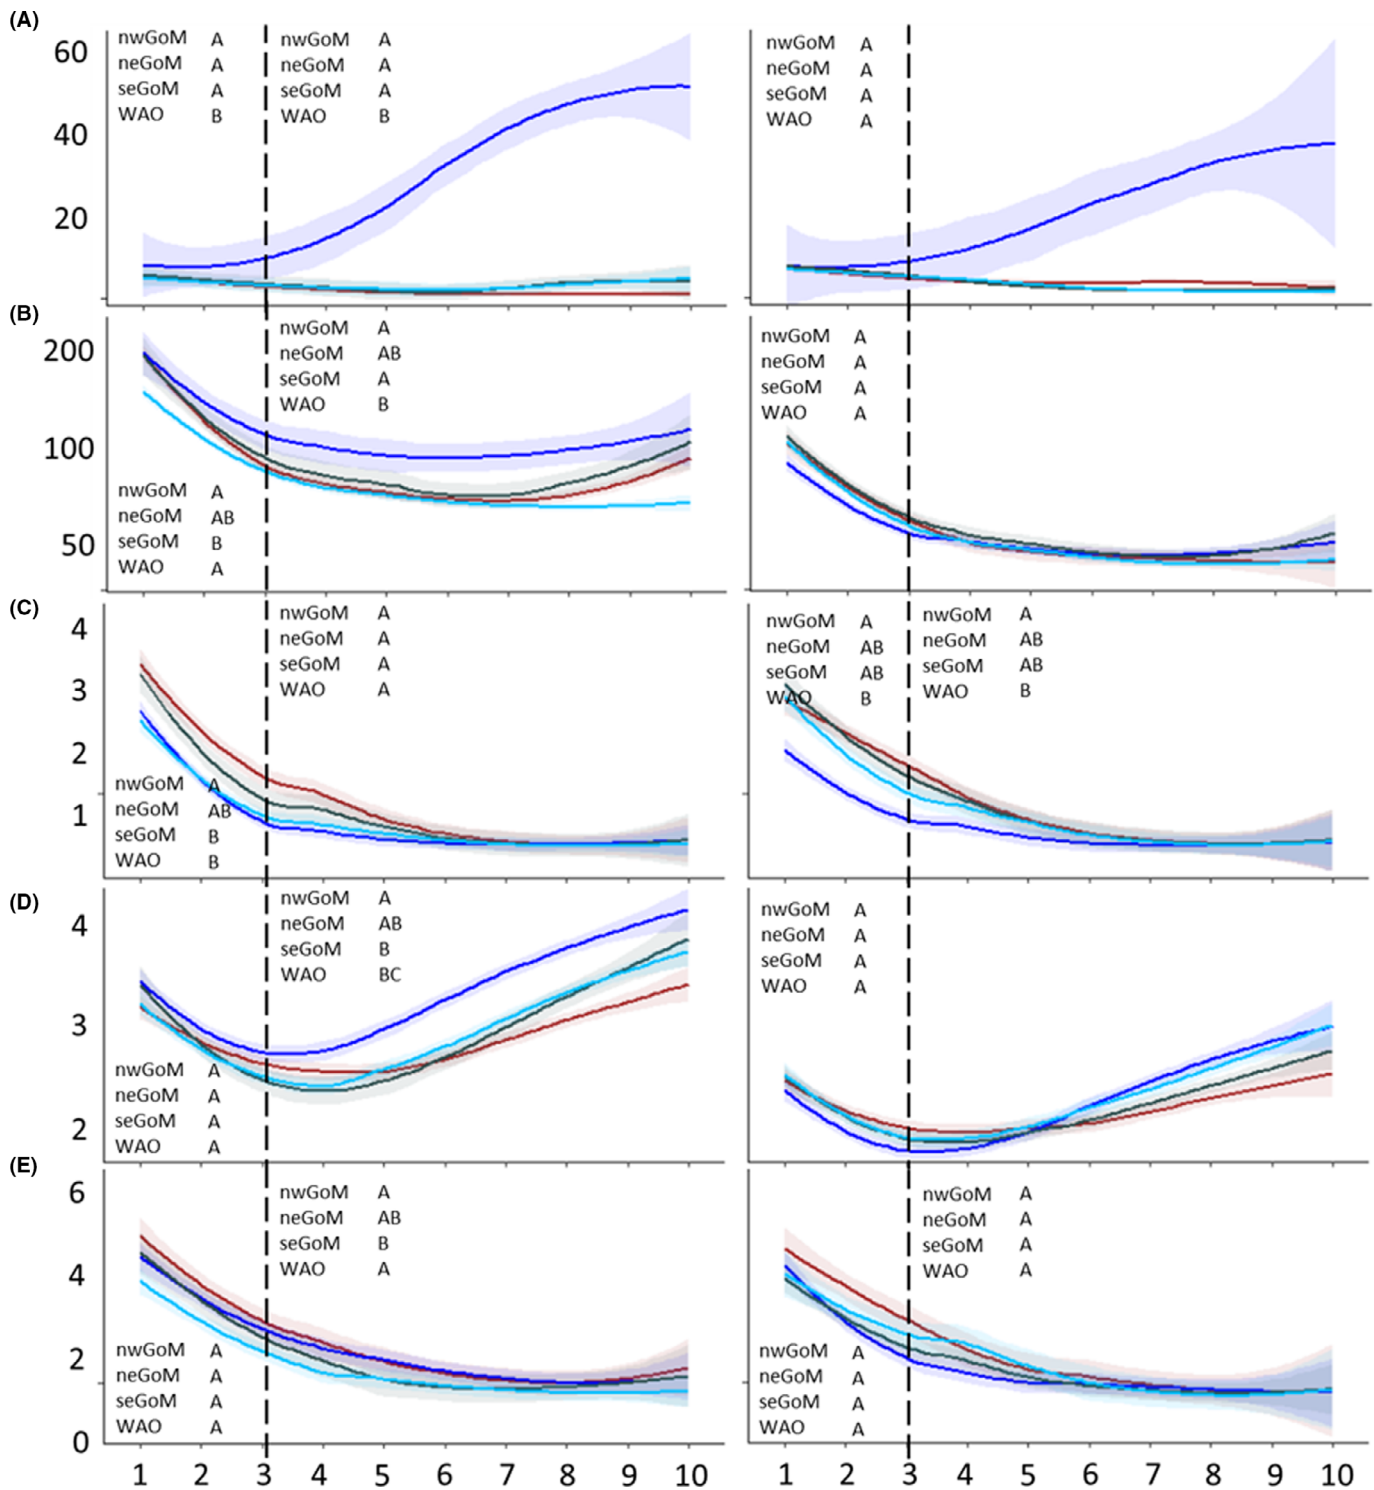 (A)
60
40
20
nwGoM A
neGoM A
seGoM A
WAO B
nwGoM A
neGoM A
seGoM A
WAO B
nwGoM A
neGoM A
seGoM A
WAO A
(B)
200
100
50
nwGoM A
neGoM AB
seGoM A
WAO B
nwGoM A
neGoM AB
seGoM B
WAO A
nwGoM A
neGoM A
seGoM A
WAO A
(C)
4
3
2
1
nwGoM A
neGoM A
seGoM A
WAO A
nwGoM A
neGoM AB
seGoM B
WAO B
nwGoM A
neGoM AB
seGoM AB
WAO B
nwGoM A
neGoM AB
seGoM AB
WAO B
(D)
4
3
2
nwGoM A
neGoM AB
seGoM B
WAO BC
nwGoM A
neGoM A
seGoM A
WAO A
nwGoM A
neGoM A
seGoM A
WAO A
(E)
6
4
2
0
nwGoM A
neGoM AB
seGoM B
WAO A
nwGoM A
neGoM A
seGoM A
WAO A
nwGoM A
neGoM A
seGoM A
WAO A
nwGoM A
neGoM A
seGoM A
WAO A
1 2 3 4 5 6 7 8 9 10
1 2 3 4 5 6 7 8 9 10